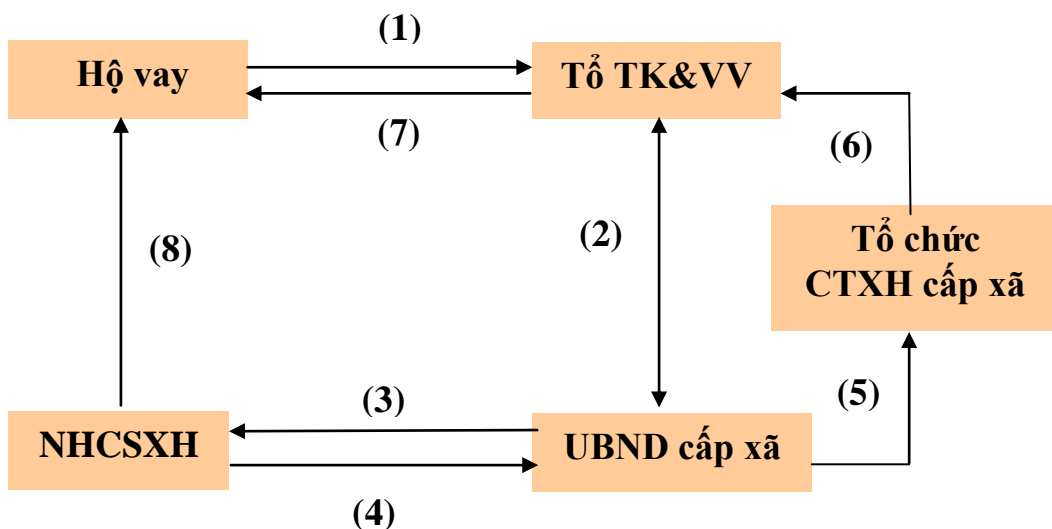 (1)
Hộ vay
Tổ TK&VV
(7)
(6)
(8)
(2)
Tổ chức
CTXH cấp xã
(3)
(5)
NHCSXH
UBND cấp xã
(4)